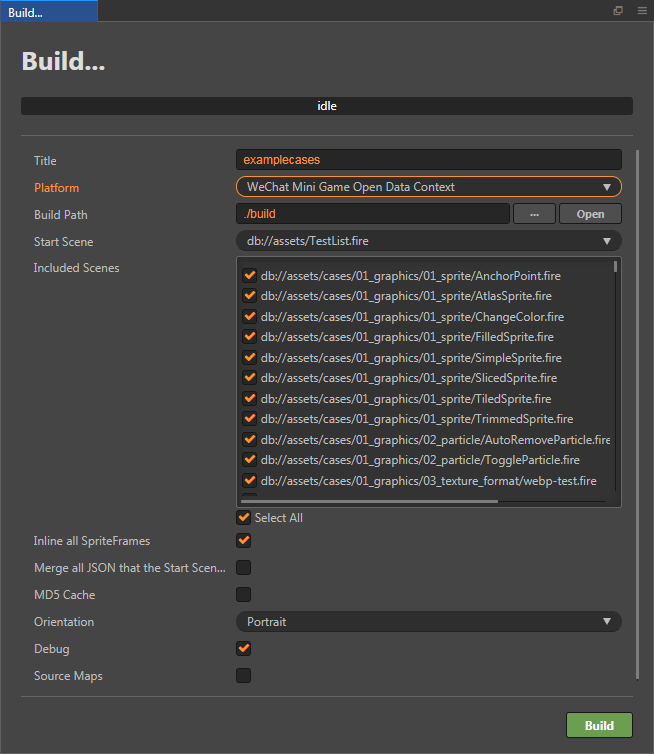 Build...
Build...
idle
Title
examplecases
Platform
WeChat Mini Game Open Data Context
Build Path
./build
...
Open
Start Scene
db://assets/TestList.fire
Included Scenes
db://assets/cases/01_graphics/01_sprite/AnchorPoint.fire
db://assets/cases/01_graphics/01_sprite/AtlasSprite.fire
db://assets/cases/01_graphics/01_sprite/ChangeColor.fire
db://assets/cases/01_graphics/01_sprite/FilledSprite.fire
db://assets/cases/01_graphics/01_sprite/SimpleSprite.fire
db://assets/cases/01_graphics/01_sprite/SlicedSprite.fire
db://assets/cases/01_graphics/01_sprite/TiledSprite.fire
db://assets/cases/01_graphics/01_sprite/TrimmedSprite.fire
db://assets/cases/01_graphics/02_particle/AutoRemoveParticle.fire
db://assets/cases/01_graphics/02_particle/ToggleParticle.fire
db://assets/cases/01_graphics/03_texture_format/webp-test.fire
Select All
Inline all SpriteFrames
Merge all JSON that the Start Scen...
MD5 Cache
Orientation
Portrait
Debug
Source Maps
Build